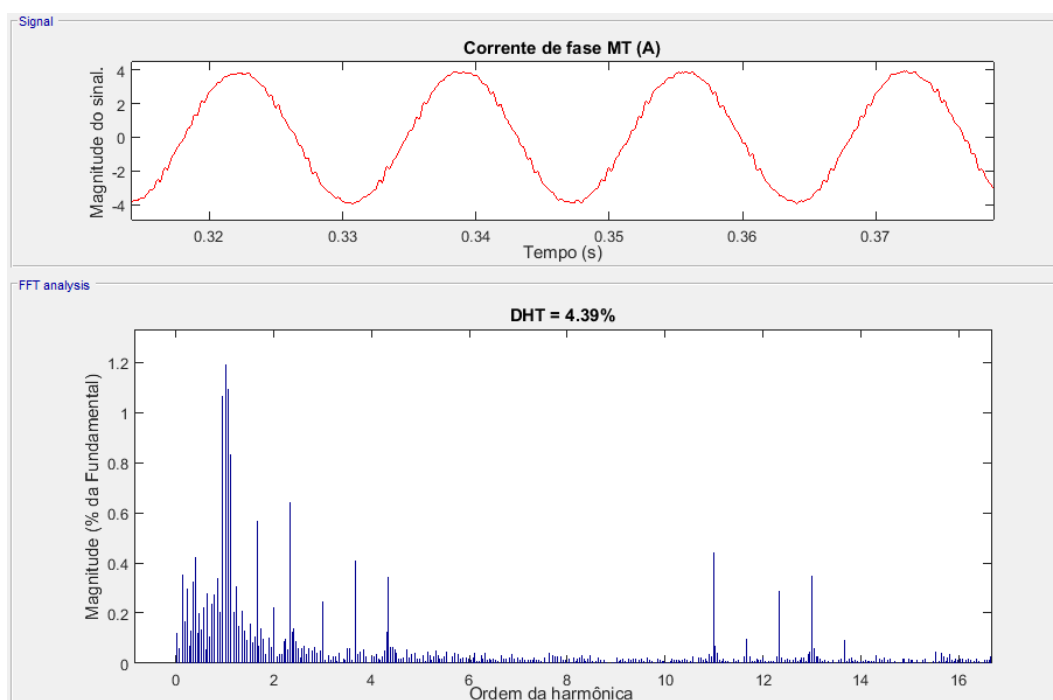 Signal
Corrente de fase MT (A)
Magnitude do sinal.
4
2
0
-2
-4
0.32 0.33 0.34 0.35 0.36 0.37
Tempo (s)
FFT analysis
DHT = 4.39%
Magnitude (% da Fundamental)
1.2
1
0.8
0.6
0.4
0.2
0
0 2 4 6 8 10 12 14 16
Ordem da harmônica